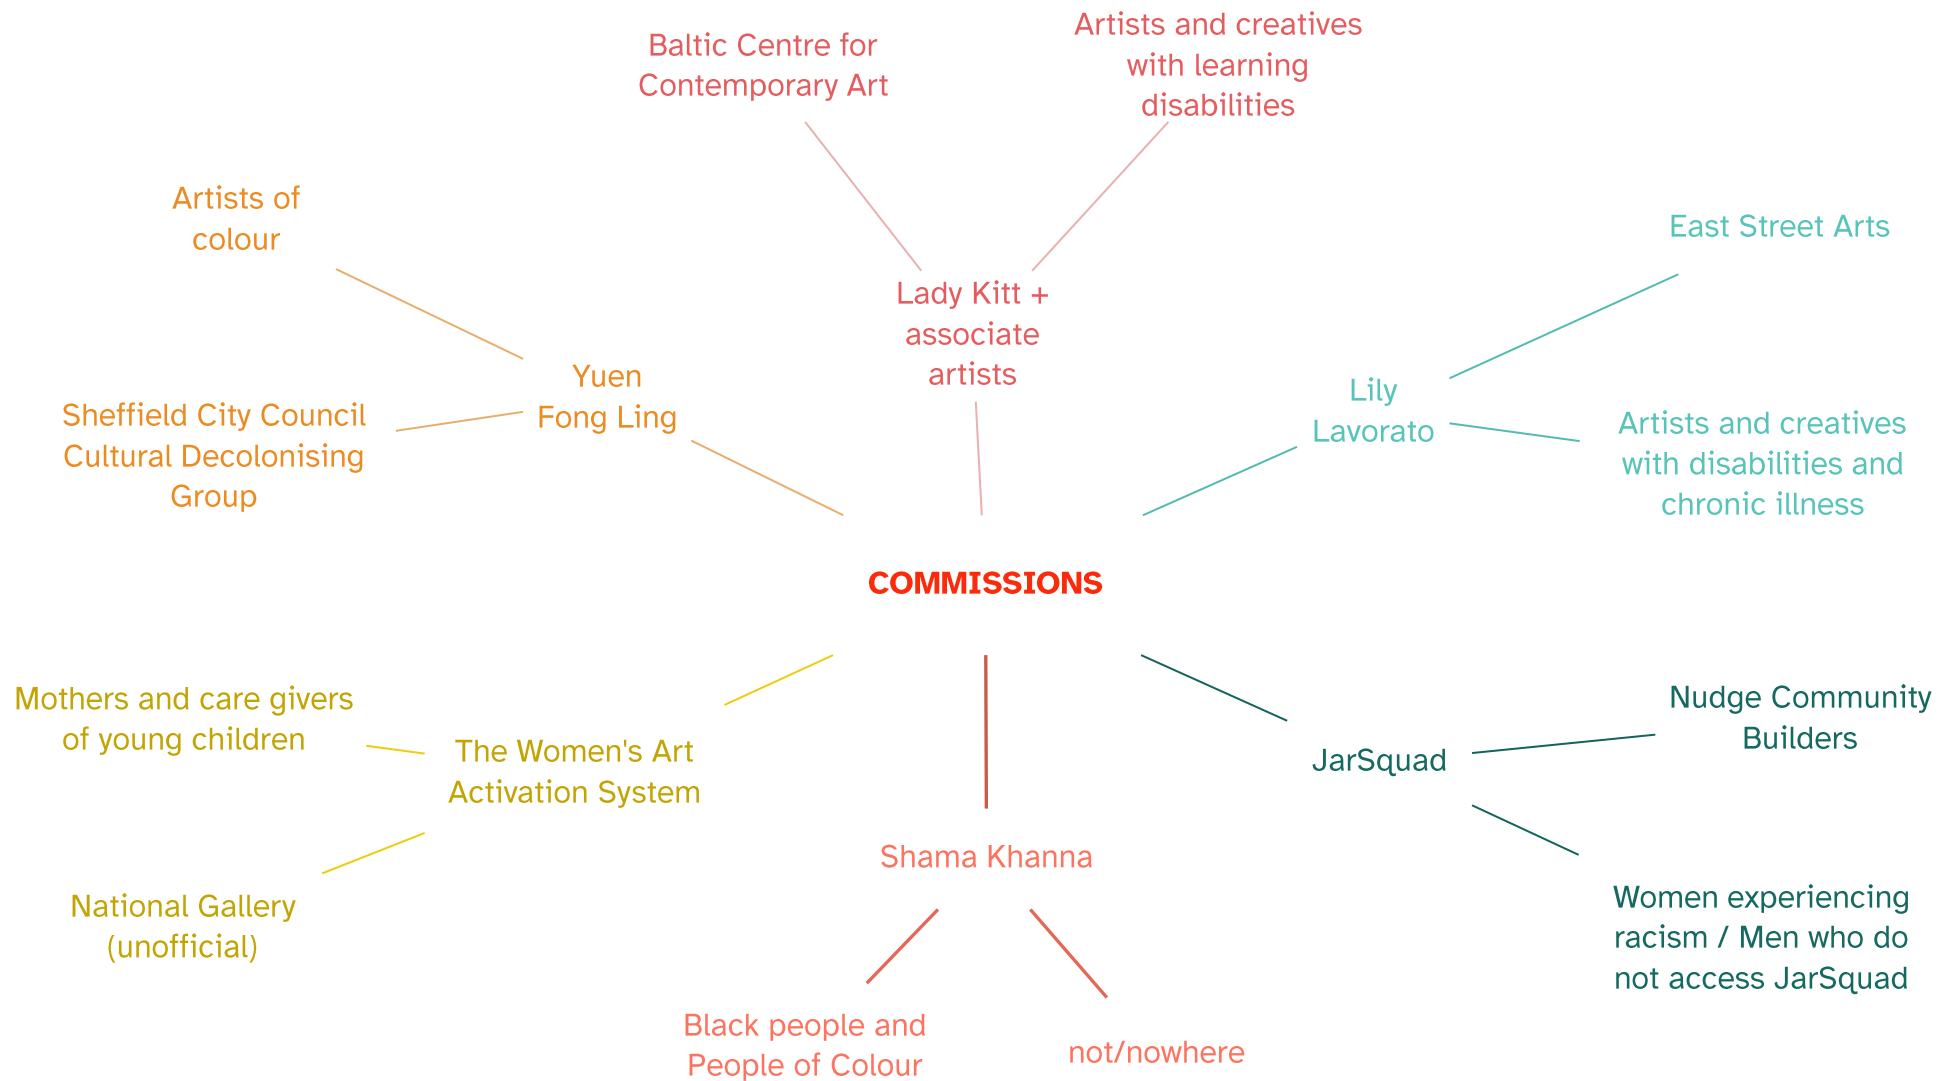 Baltic Centre for
Contemporary Art
Artists and creatives
with learning
disabilities
Artists of
colour
East Street Arts
Lady Kitt +
associate
artists
Yuen
Fong Ling
Sheffield City Council
Cultural Decolonising
Group
Lily
Lavorato
Artists and creatives
with disabilities and
chronic illness
COMMISSIONS
Mothers and care givers
of young children
The Women's Art
Activation System
National Gallery
(unofficial)
Shama Khanna
Black people and
People of Colour
not/nowhere
JarSquad
Nudge Community
Builders
Women experiencing
racism / Men who do
not access JarSquad